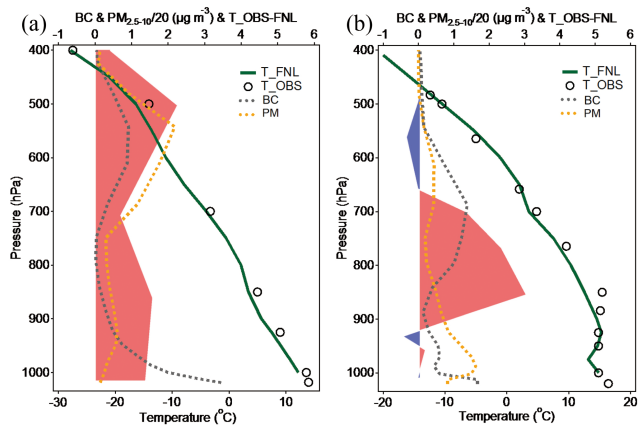 (a)
BC & PM2.5-10/20 (µg m-3) & T_OBS-FNL
-1 0 1 2 3 4 5 6
400
500
600
700
800
900
1000
Pressure (hPa)
T_FNL
T_OBS
BC
PM
-30 -20 -10 0 10
Temperature (oC)
(b)
BC & PM2.5-10/20 (µg m-3) & T_OBS-FNL
-1 0 1 2 3 4 5 6
400
500
600
700
800
900
1000
Pressure (hPa)
T_FNL
T_OBS
BC
PM
-20 -10 0 10 20
Temperature (oC)